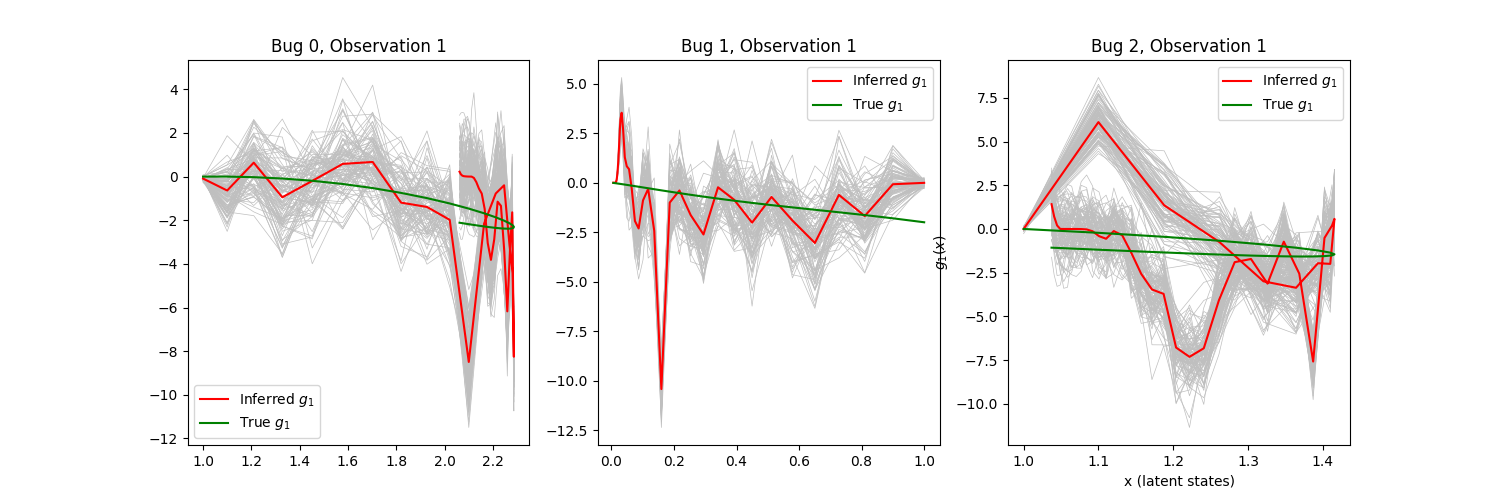 Bug 0, Observation 1
4
2
0
−2
−4
−6
−8
−10
−12
Inferred g₁
True g₁
1.0 1.2 1.4 1.6 1.8 2.0 2.2
Bug 1, Observation 1
5.0
2.5
0.0
−2.5
−5.0
−7.5
−10.0
−12.5
Inferred g₁
True g₁
0.0 0.2 0.4 0.6 0.8 1.0
Bug 2, Observation 1
g₁(x)
7.5
5.0
2.5
0.0
−2.5
−5.0
−7.5
−10.0
Inferred g₁
True g₁
1.0 1.1 1.2 1.3 1.4
x (latent states)